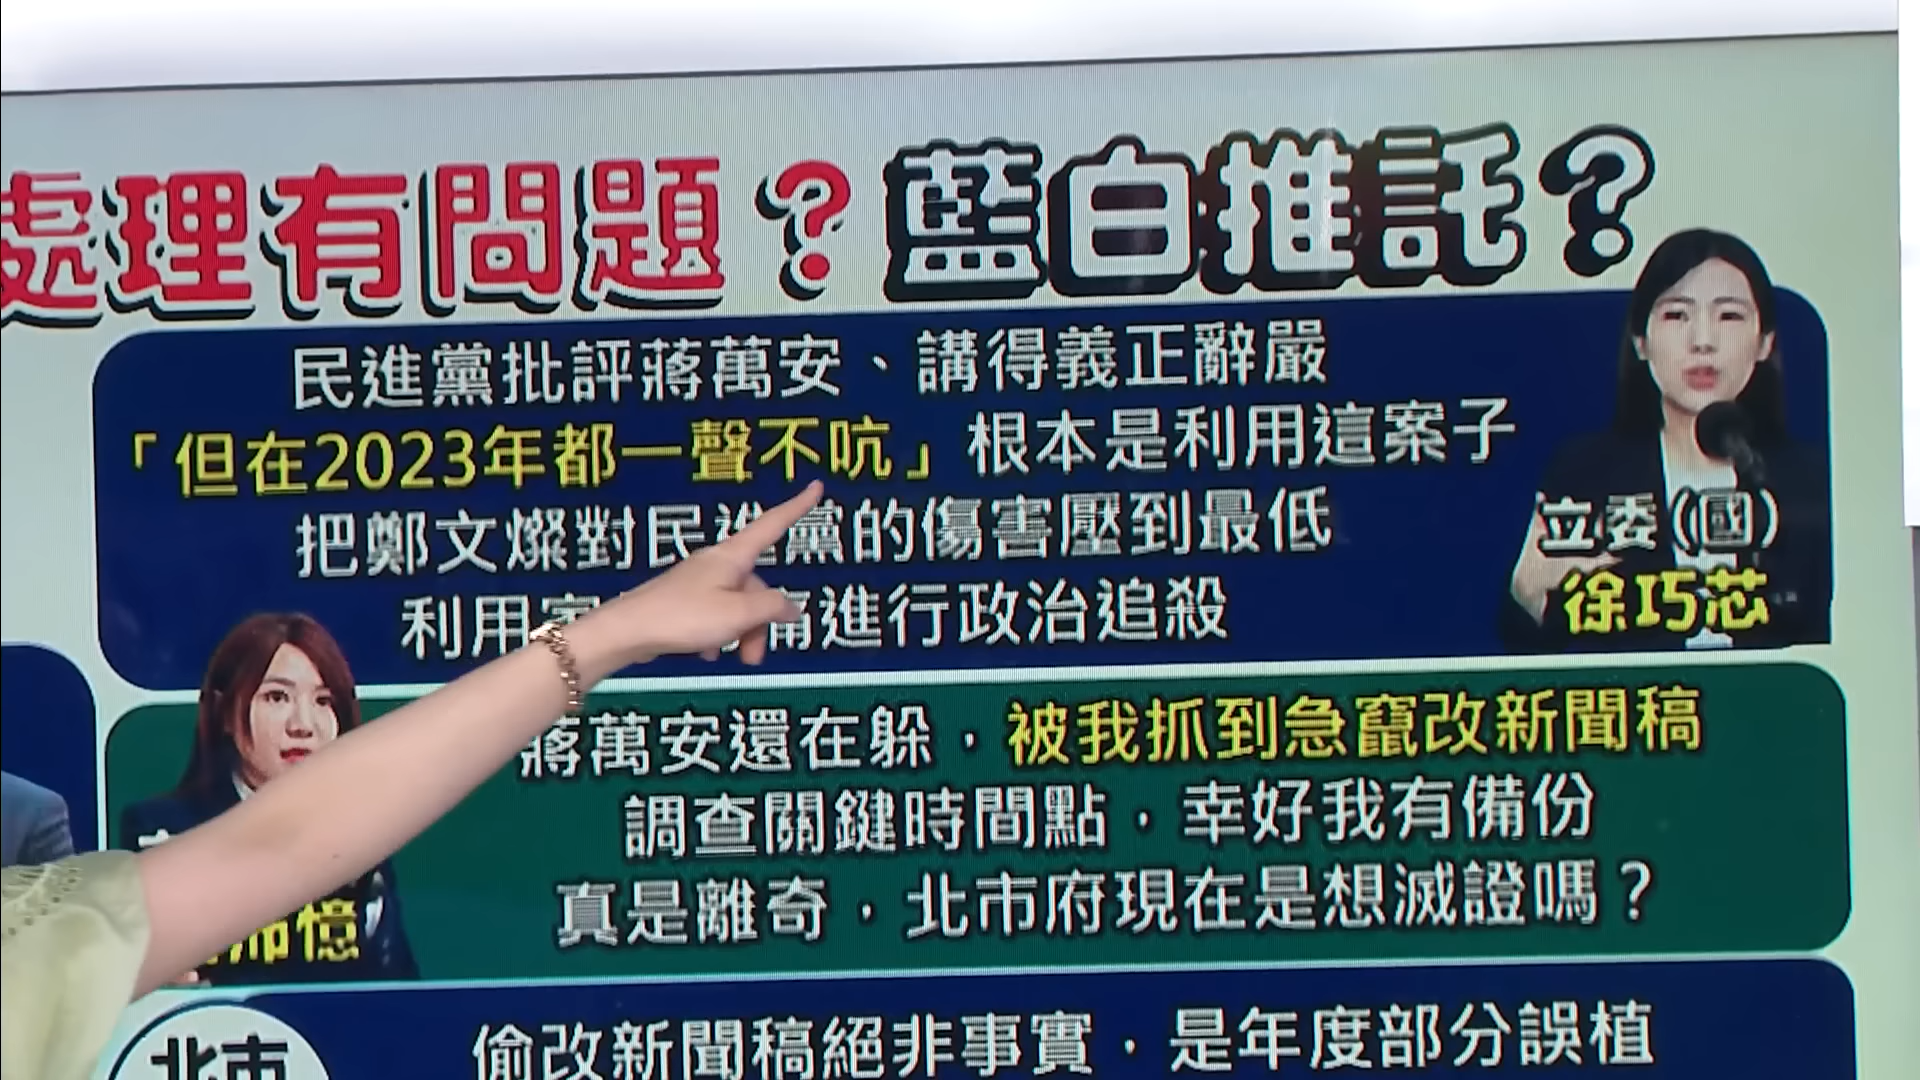 處理有問題？藍白推託？
民進黨批評蔣萬安、講得義正辭嚴
「但在2023年都一聲不吭」根本是利用這案子
把鄭文燦對民進黨的傷害壓到最低
利用 痛進行政治追殺
立委(國)
徐巧芯
蔣萬安還在躲，被我抓到急竄改新聞稿
調查關鍵時間點，幸好我有備份
真是離奇，北市府現在是想滅證嗎？
憶
北市
偷改新聞稿絕非事實，是年度部分誤植